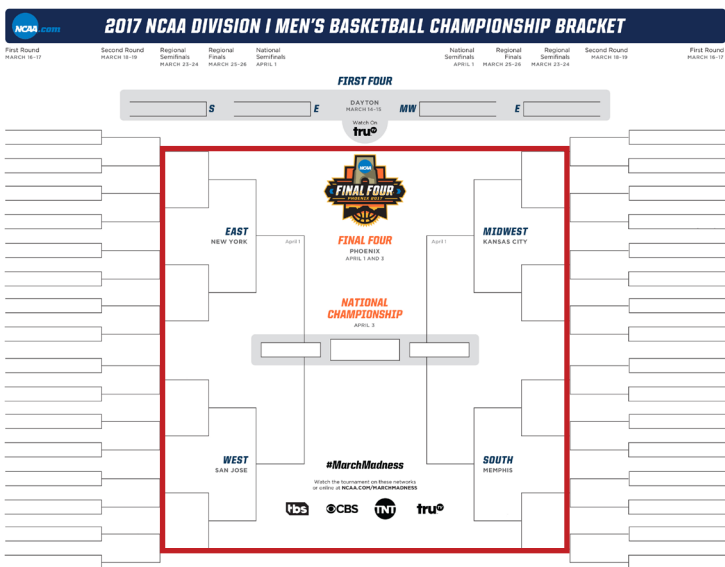 NCAA.com
2017 NCAA DIVISION I MEN'S BASKETBALL CHAMPIONSHIP BRACKET
First Round
MARCH 16-17
Second Round
MARCH 18-19
Regional
Semifinals
MARCH 23-24
Regional
Finals
MARCH 25-26
National
Semifinals
APRIL 1
National
Semifinals
APRIL 1
Regional
Finals
MARCH 25-26
Regional
Semifinals
MARCH 23-24
Second Round
MARCH 18-19
First Round
MARCH 16-17
FIRST FOUR
S
E
DAYTON
MARCH 14-15
MW
E
Watch On
truTV
NCAA
FINAL FOUR
PHOENIX 2017
EAST
NEW YORK
April 1
FINAL FOUR
PHOENIX
APRIL 1 AND 3
April 1
MIDWEST
KANSAS CITY
NATIONAL
CHAMPIONSHIP
APRIL 3
WEST
SAN JOSE
SOUTH
MEMPHIS
#MarchMadness
Watch the tournament on these networks
or online at NCAA.COM/MARCHMADNESS
tbs
CBS
TNT
truTV